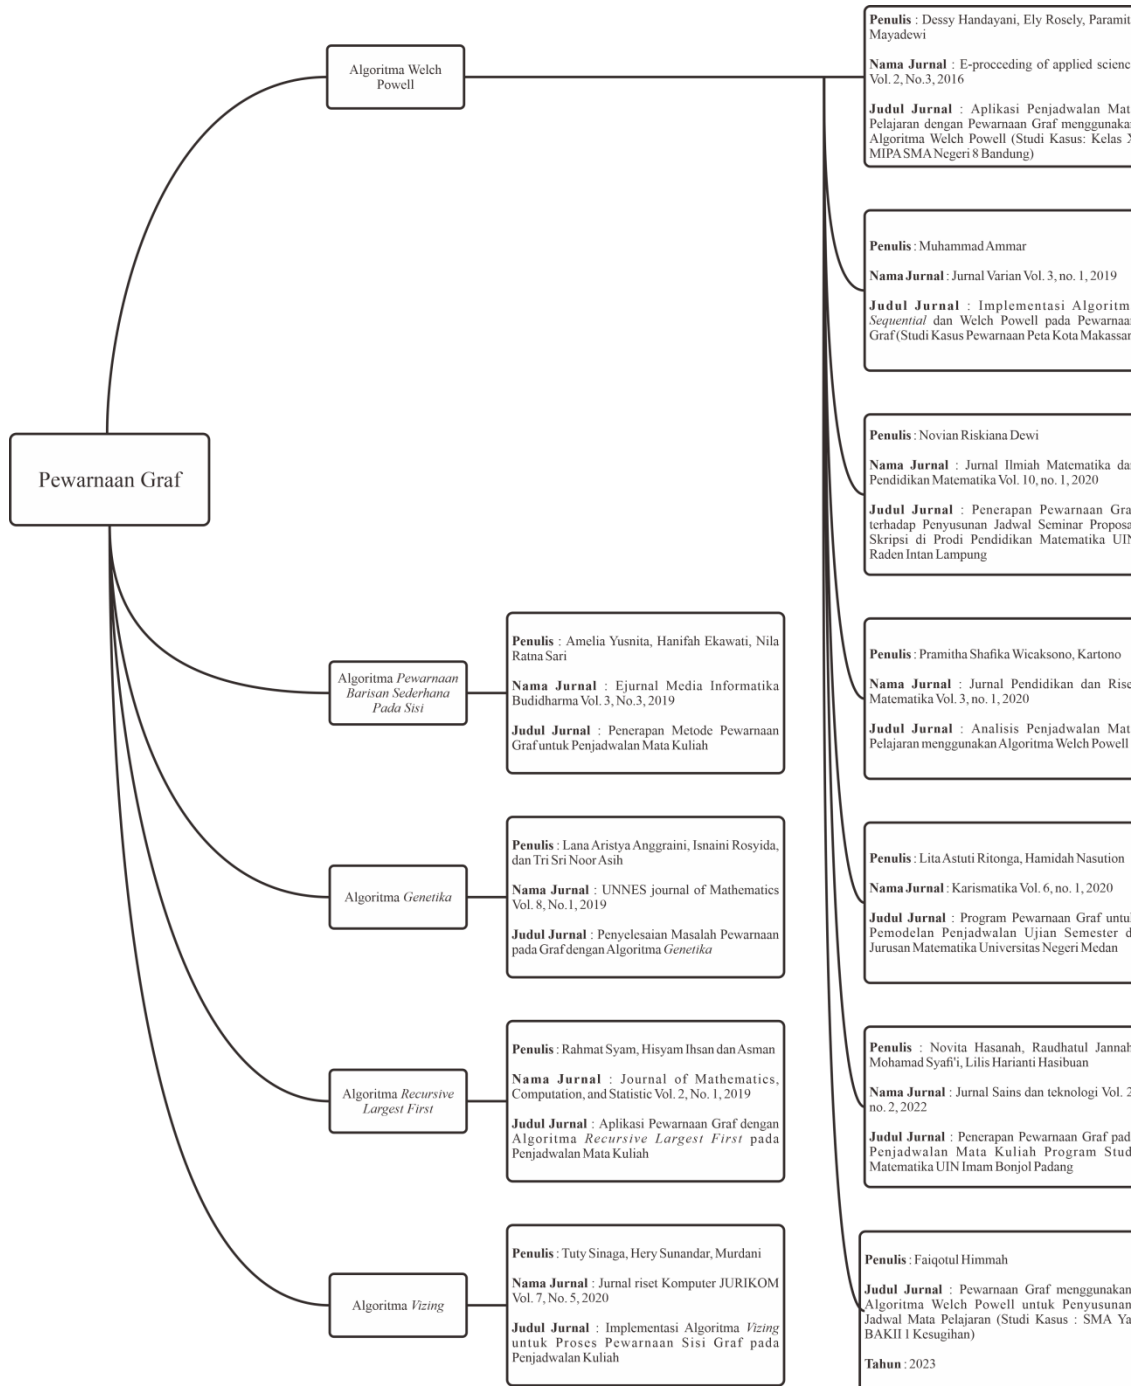 Pewarnaan Graf
Algoritma Welch
Powell
Penulis : Dessy Handayani, Ely Rosely, Paramit
Mayadewi
Nama Jurnal : E-procceding of applied scienc
Vol. 2, No.3, 2016
Judul Jurnal : Aplikasi Penjadwalan Mat
Pelajaran dengan Pewarnaan Graf menggunakan
Algoritma Welch Powell (Studi Kasus: Kelas X
MIPA SMA Negeri 8 Bandung)
Penulis : Muhammad Ammar
Nama Jurnal : Jurnal Varian Vol. 3, no. 1, 2019
Judul Jurnal : Implementasi Algoritm
Sequential dan Welch Powell pada Pewarnaan
Graf (Studi Kasus Pewarnaan Peta Kota Makassar
Penulis : Novian Riskiana Dewi
Nama Jurnal : Jurnal Ilmiah Matematika dan
Pendidikan Matematika Vol. 10, no. 1, 2020
Judul Jurnal : Penerapan Pewarnaan Graf
terhadap Penyusunan Jadwal Seminar Proposa
Skripsi di Prodi Pendidikan Matematika UIN
Raden Intan Lampung
Penulis : Pramitha Shafika Wicaksono, Kartono
Nama Jurnal : Jurnal Pendidikan dan Rise
Matematika Vol. 3, no. 1, 2020
Judul Jurnal : Analisis Penjadwalan Mat
Pelajaran menggunakan Algoritma Welch Powell
Penulis : Lita Astuti Ritonga, Hamidah Nasution
Nama Jurnal : Karismatika Vol. 6, no. 1, 2020
Judul Jurnal : Program Pewarnaan Graf untuk
Pemodelan Penjadwalan Ujian Semester d
Jurusan Matematika Universitas Negeri Medan
Penulis : Novita Hasanah, Raudhatul Jannah
Mohamad Syafi'i, Lilis Harianti Hasibuan
Nama Jurnal : Jurnal Sains dan teknologi Vol. 2
no. 2, 2022
Judul Jurnal : Penerapan Pewarnaan Graf pad
Penjadwalan Mata Kuliah Program Stud
Matematika UIN Imam Bonjol Padang
Penulis : Faiqotul Himmah
Judul Jurnal : Pewarnaan Graf menggunakan
Algoritma Welch Powell untuk Penyusunan
Jadwal Mata Pelajaran (Studi Kasus : SMA Ya
BAKII 1 Kesugihan)
Tahun : 2023
Algoritma Pewarnaan
Barisan Sederhana
Pada Sisi
Penulis : Amelia Yusnita, Hanifah Ekawati, Nila
Ratna Sari
Nama Jurnal : Ejurnal Media Informatika
Budidharma Vol. 3, No.3, 2019
Judul Jurnal : Penerapan Metode Pewarnaan
Graf untuk Penjadwalan Mata Kuliah
Algoritma Genetika
Penulis : Lana Aristya Anggraini, Isnaini Rosyida,
dan Tri Sri Noor Asih
Nama Jurnal : UNNES journal of Mathematics
Vol. 8, No.1, 2019
Judul Jurnal : Penyelesaian Masalah Pewarnaan
pada Graf dengan Algoritma Genetika
Algoritma Recursive
Largest First
Penulis : Rahmat Syam, Hisyam Ihsan dan Asman
Nama Jurnal : Journal of Mathematics,
Computation, and Statistic Vol. 2, No. 1, 2019
Judul Jurnal : Aplikasi Pewarnaan Graf dengan
Algoritma Recursive Largest First pada
Penjadwalan Mata Kuliah
Algoritma Vizing
Penulis : Tuty Sinaga, Hery Sunandar, Murdani
Nama Jurnal : Jurnal riset Komputer JURIKOM
Vol. 7, No. 5, 2020
Judul Jurnal : Implementasi Algoritma Vizing
untuk Proses Pewarnaan Sisi Graf pada
Penjadwalan Kuliah